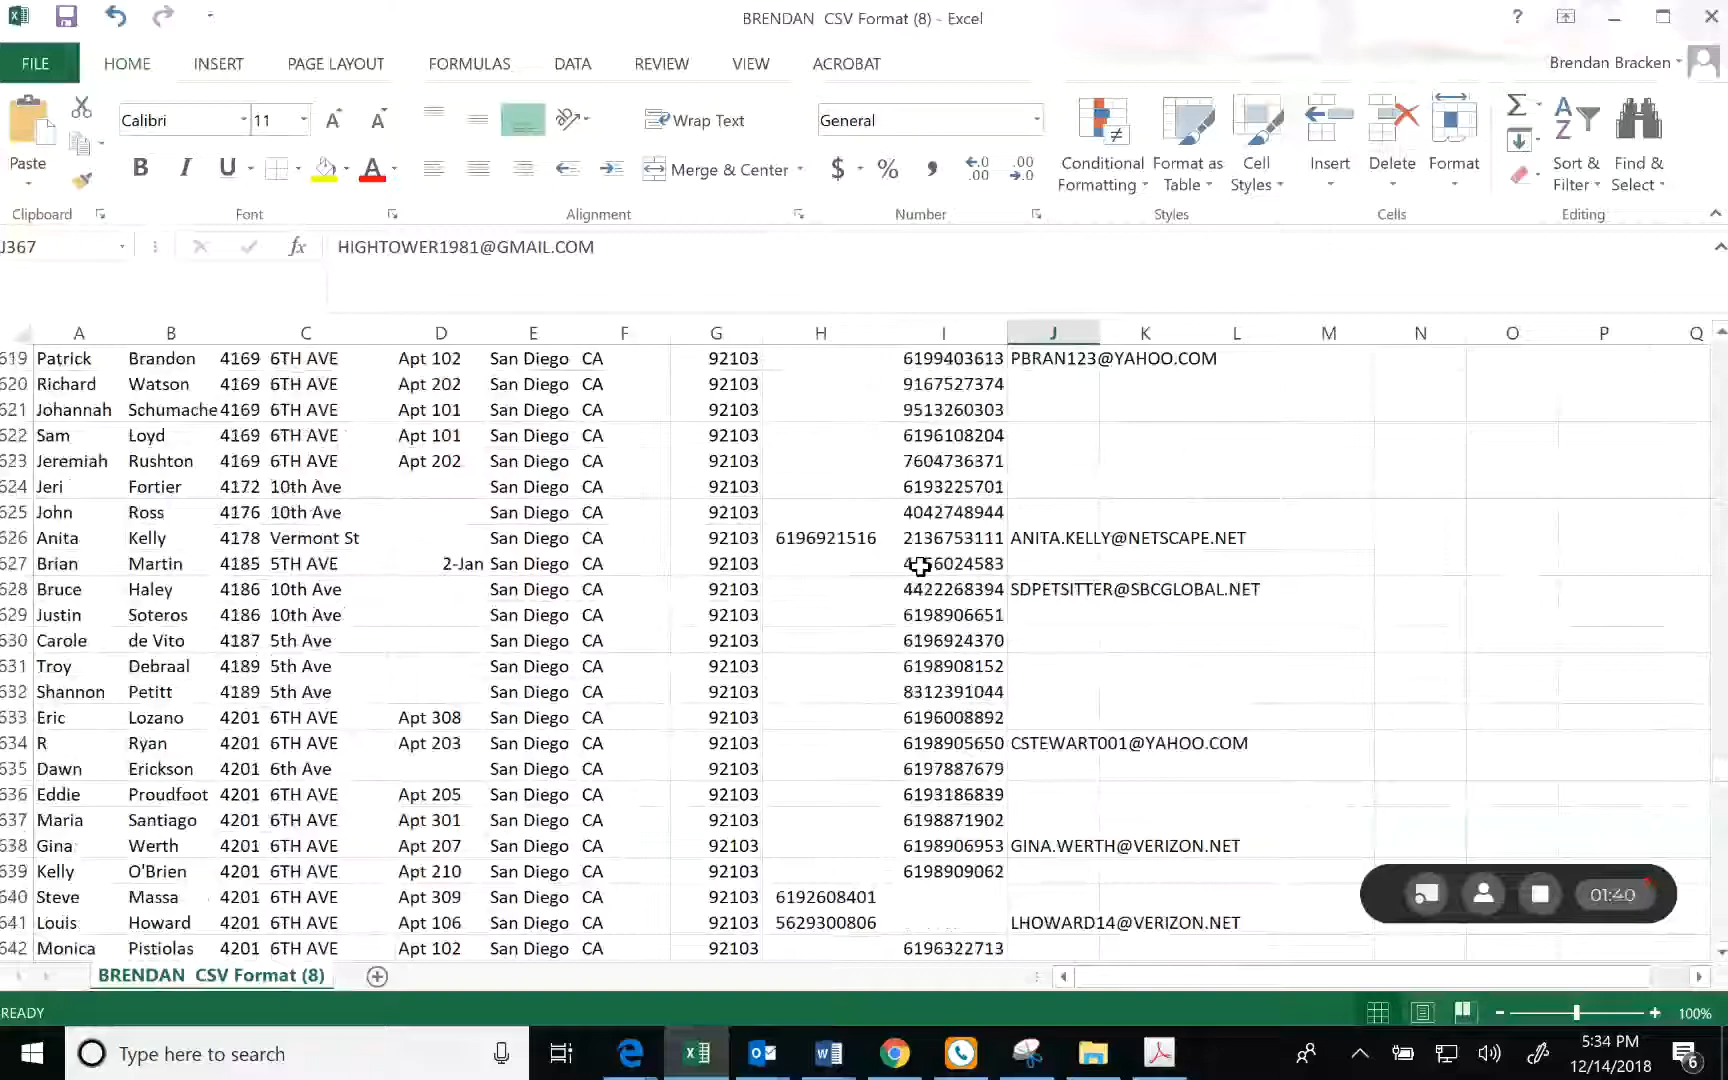 BRENDAN CSV Format (8) - Excel
?
FILE HOME INSERT PAGE LAYOUT FORMULAS DATA REVIEW VIEW ACROBAT Brendan Bracken
Calibri 11 Wrap Text General
Paste B I U A Merge & Center $ % Conditional Formatting Format as Table Cell Styles Insert Delete Format Sort & Filter Find & Select
Clipboard Font Alignment Number Styles Cells Editing
J367 fx HIGHTOWER1981@GMAIL.COM
A B C D E F G H I J K L M N O P Q
619 Patrick Brandon 4169 6TH AVE Apt 102 San Diego CA 92103 6199403613 PBRAN123@YAHOO.COM
620 Richard Watson 4169 6TH AVE Apt 202 San Diego CA 92103 9167527374
621 Johannah Schumache 4169 6TH AVE Apt 101 San Diego CA 92103 9513260303
622 Sam Loyd 4169 6TH AVE Apt 101 San Diego CA 92103 6196108204
623 Jeremiah Rushton 4169 6TH AVE Apt 202 San Diego CA 92103 7604736371
624 Jeri Fortier 4172 10th Ave San Diego CA 92103 6193225701
625 John Ross 4176 10th Ave San Diego CA 92103 4042748944
626 Anita Kelly 4178 Vermont St San Diego CA 92103 6196921516 2136753111 ANITA.KELLY@NETSCAPE.NET
627 Brian Martin 4185 5TH AVE 2-Jan San Diego CA 92103
628 Bruce Haley 4186 10th Ave San Diego CA 92103 4422268394 SDPETSITTER@SBCGLOBAL.NET
629 Justin Soteros 4186 10th Ave San Diego CA 92103 6198906651
630 Carole de Vito 4187 5th Ave San Diego CA 92103 6196924370
631 Troy Debraal 4189 5th Ave San Diego CA 92103 6198908152
632 Shannon Petitt 4189 5th Ave San Diego CA 92103 8312391044
633 Eric Lozano 4201 6TH AVE Apt 308 San Diego CA 92103 6196008892
634 R Ryan 4201 6TH AVE Apt 203 San Diego CA 92103 6198905650 CSTEWART001@YAHOO.COM
635 Dawn Erickson 4201 6th Ave San Diego CA 92103 6197887679
636 Eddie Proudfoot 4201 6TH AVE Apt 205 San Diego CA 92103 6193186839
637 Maria Santiago 4201 6TH AVE Apt 301 San Diego CA 92103 6198871902
638 Gina Werth 4201 6TH AVE Apt 207 San Diego CA 92103 6198906953 GINA.WERTH@VERIZON.NET
639 Kelly O'Brien 4201 6TH AVE Apt 210 San Diego CA 92103 6198909062
640 Steve Massa 4201 6TH AVE Apt 309 San Diego CA 92103 6192608401
641 Louis Howard 4201 6TH AVE Apt 106 San Diego CA 92103 5629300806 LHOWARD14@VERIZON.NET
642 Monica Pistiolas 4201 6TH AVE Apt 102 San Diego CA 92103 6196322713
01:40
BRENDAN CSV Format (8)
READY 100%
Type here to search 5:34 PM
12/14/2018 6